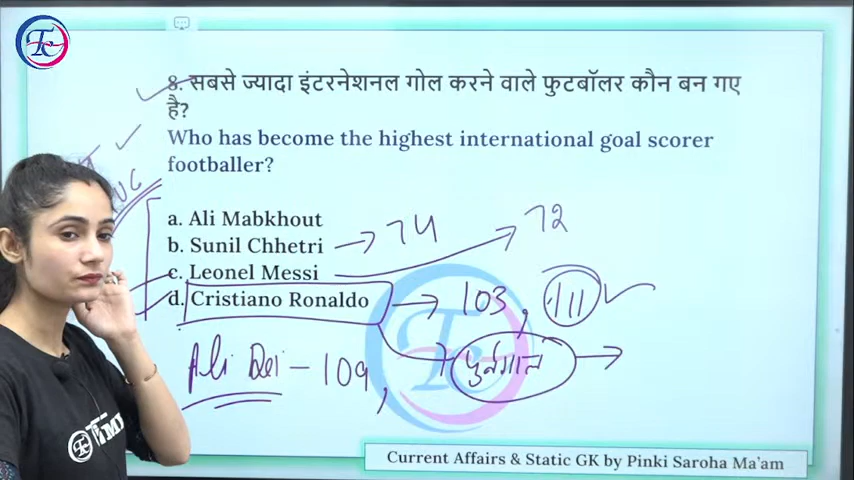 8. सबसे ज्यादा इंटरनेशनल गोल करने वाले फुटबॉलर कौन बन गए
है?
Who has become the highest international goal scorer
footballer?
a. Ali Mabkhout
b. Sunil Chhetri → 74
c. Leonel Messi → 72
d. Cristiano Ronaldo → 103, 111
Ali Dei - 109, पुर्तगाल →
Current Affairs & Static GK by Pinki Saroha Ma'am